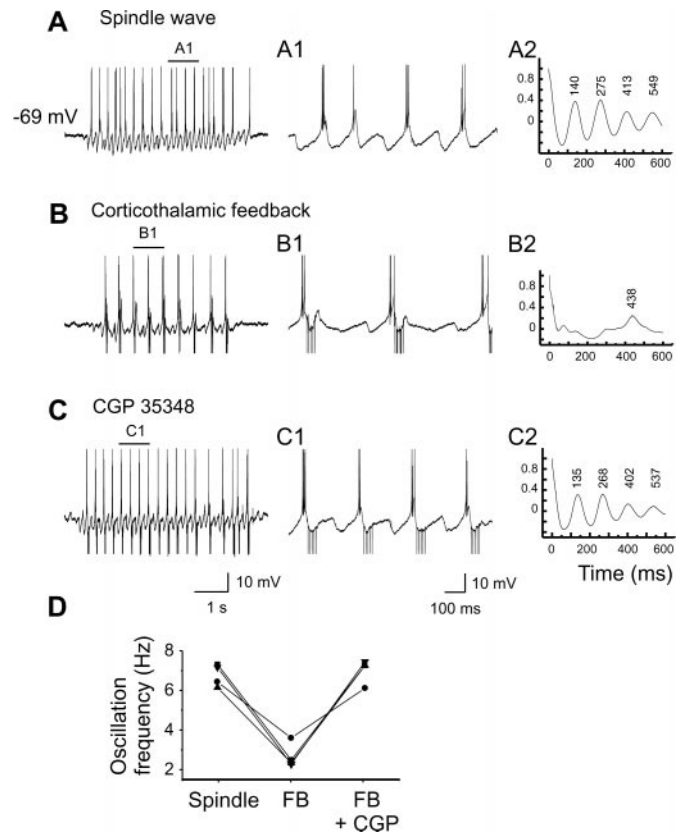 A Spindle wave
A1
-69 mV
A1
A2
0.8
0.4
0
140
275
413
549
0 200 400 600
B Corticothalamic feedback
B1
B1
B2
0.8
0.4
0
438
0 200 400 600
C CGP 35348
C1
C1
C2
0.8
0.4
0
135
268
402
537
0 200 400 600
Time (ms)
10 mV
1 s
10 mV
100 ms
D
Oscillation
frequency (Hz)
8
6
4
2
Spindle FB FB
+ CGP